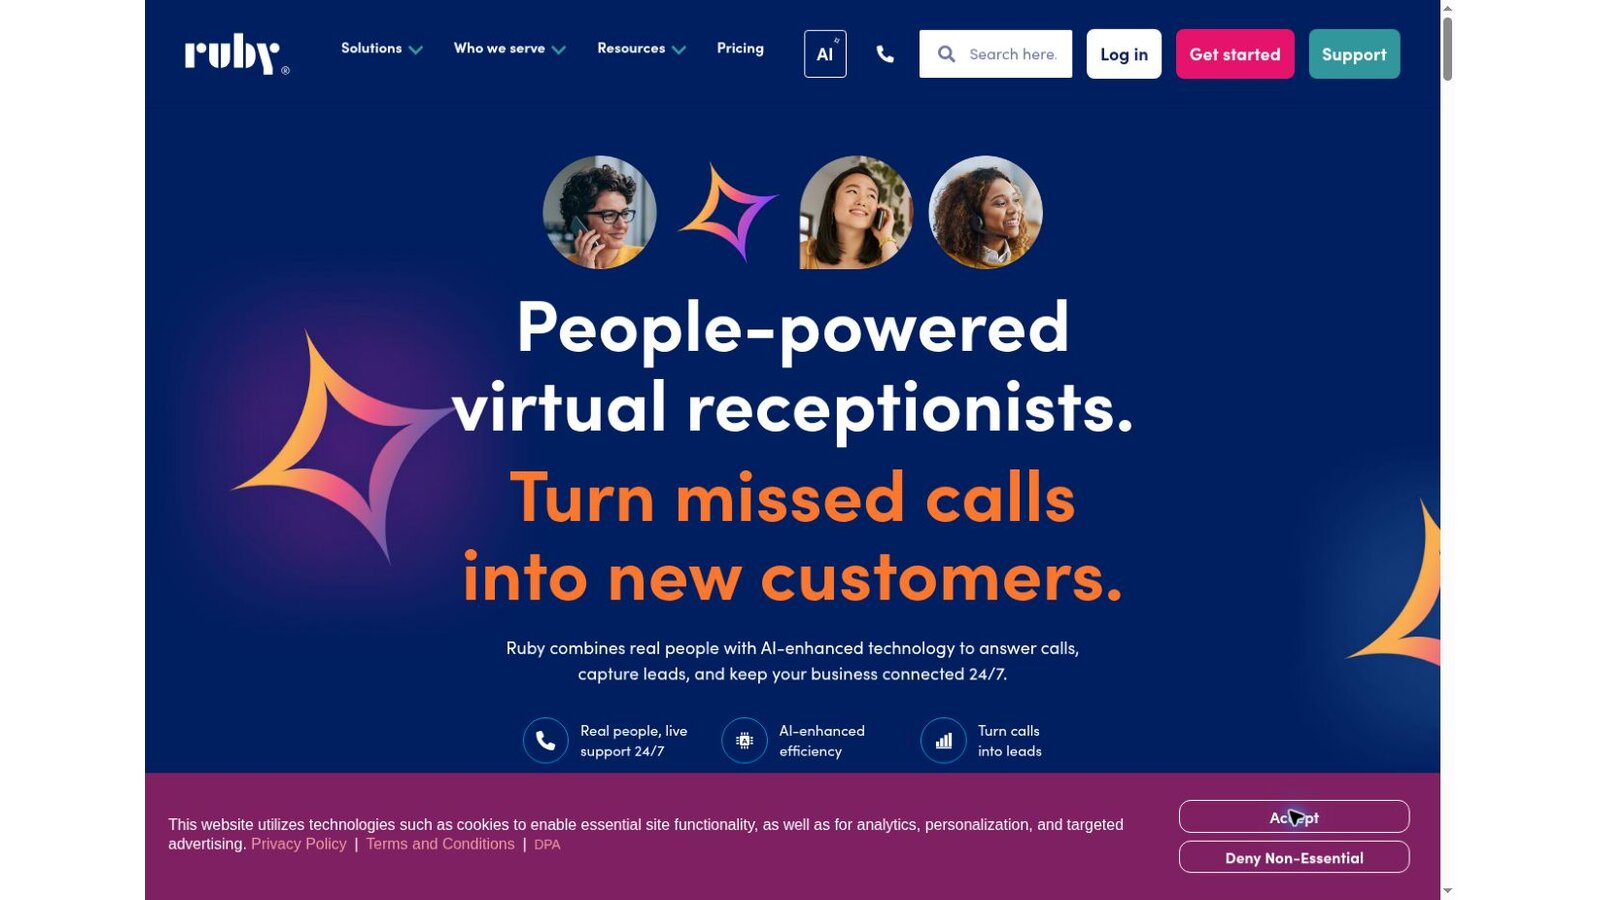 ruby®
Solutions
Who we serve
Resources
Pricing
AI
Search here.
Log in
Get started
Support
People-powered
virtual receptionists.
Turn missed calls
into new customers.
Ruby combines real people with AI-enhanced technology to answer calls,
capture leads, and keep your business connected 24/7.
Real people, live
support 24/7
AI-enhanced
efficiency
Turn calls
into leads
This website utilizes technologies such as cookies to enable essential site functionality, as well as for analytics, personalization, and targeted
advertising. Privacy Policy | Terms and Conditions | DPA
Accept
Deny Non-Essential